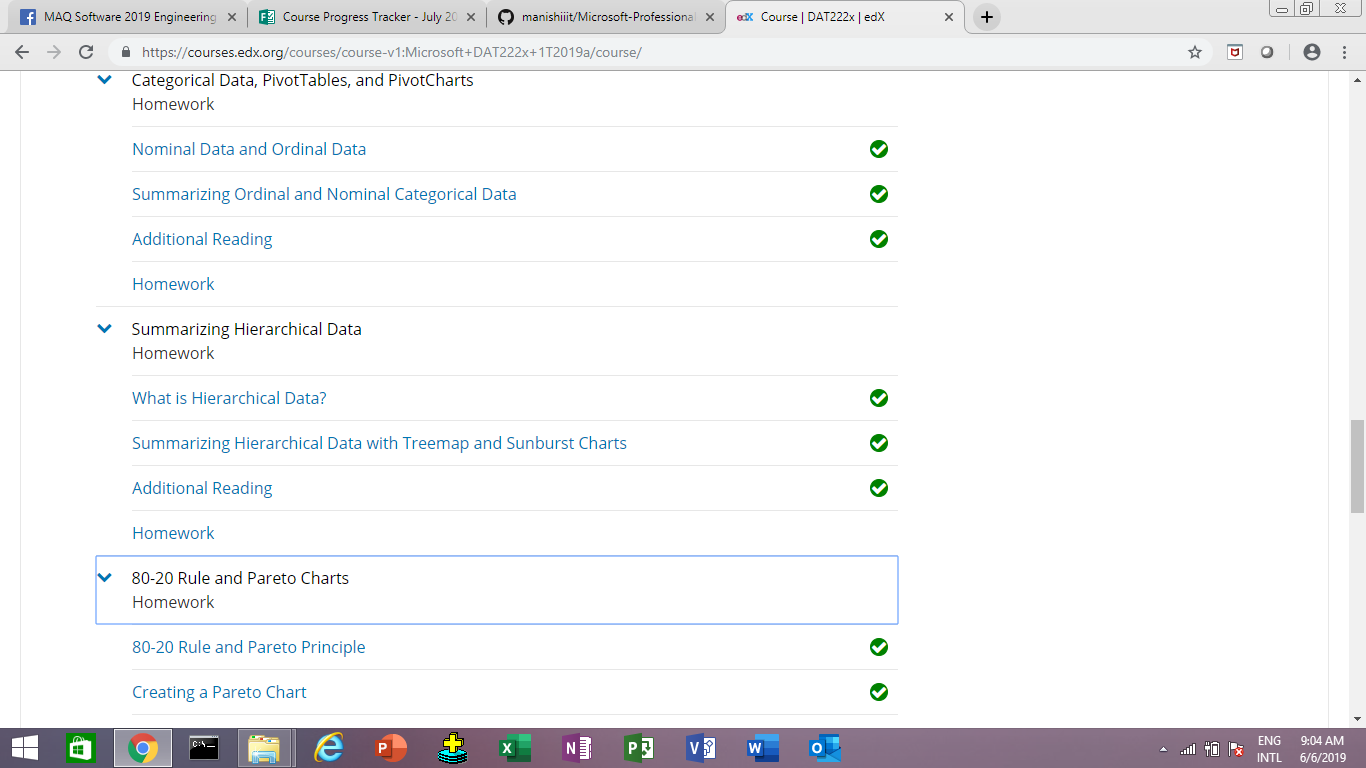 MAQ Software 2019 Engineering
Course Progress Tracker - July 20
manishiiit/Microsoft-Professional
edX Course | DAT222x | edX
https://courses.edx.org/courses/course-v1:Microsoft+DAT222x+1T2019a/course/
Categorical Data, PivotTables, and PivotCharts
Homework
Nominal Data and Ordinal Data
Summarizing Ordinal and Nominal Categorical Data
Additional Reading
Homework
Summarizing Hierarchical Data
Homework
What is Hierarchical Data?
Summarizing Hierarchical Data with Treemap and Sunburst Charts
Additional Reading
Homework
80-20 Rule and Pareto Charts
Homework
80-20 Rule and Pareto Principle
Creating a Pareto Chart
ENG
INTL
9:04 AM
6/6/2019